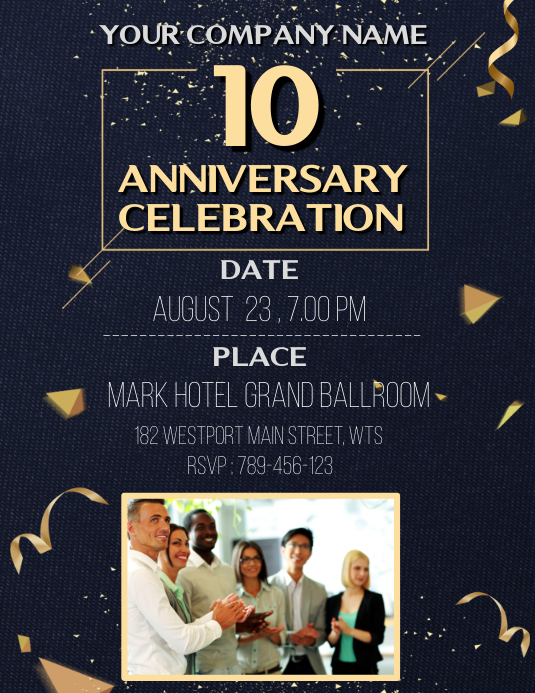 YOUR COMPANY NAME
10
ANNIVERSARY
CELEBRATION
DATE
AUGUST 23 , 7.00 PM
PLACE
MARK HOTEL GRAND BALLROOM
182 WESTPORT MAIN STREET, WTS
RSVP : 789-456-123